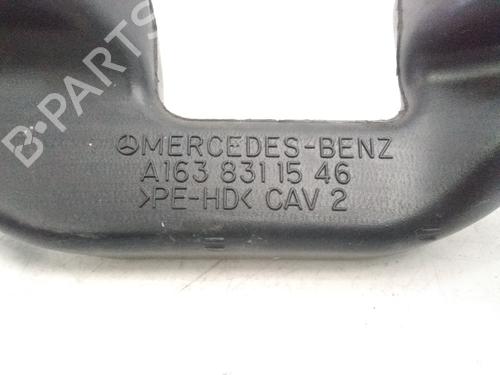 B-PARTS
MERCEDES-BENZ
A163 831 15 46
>PE-HD< CAV 2